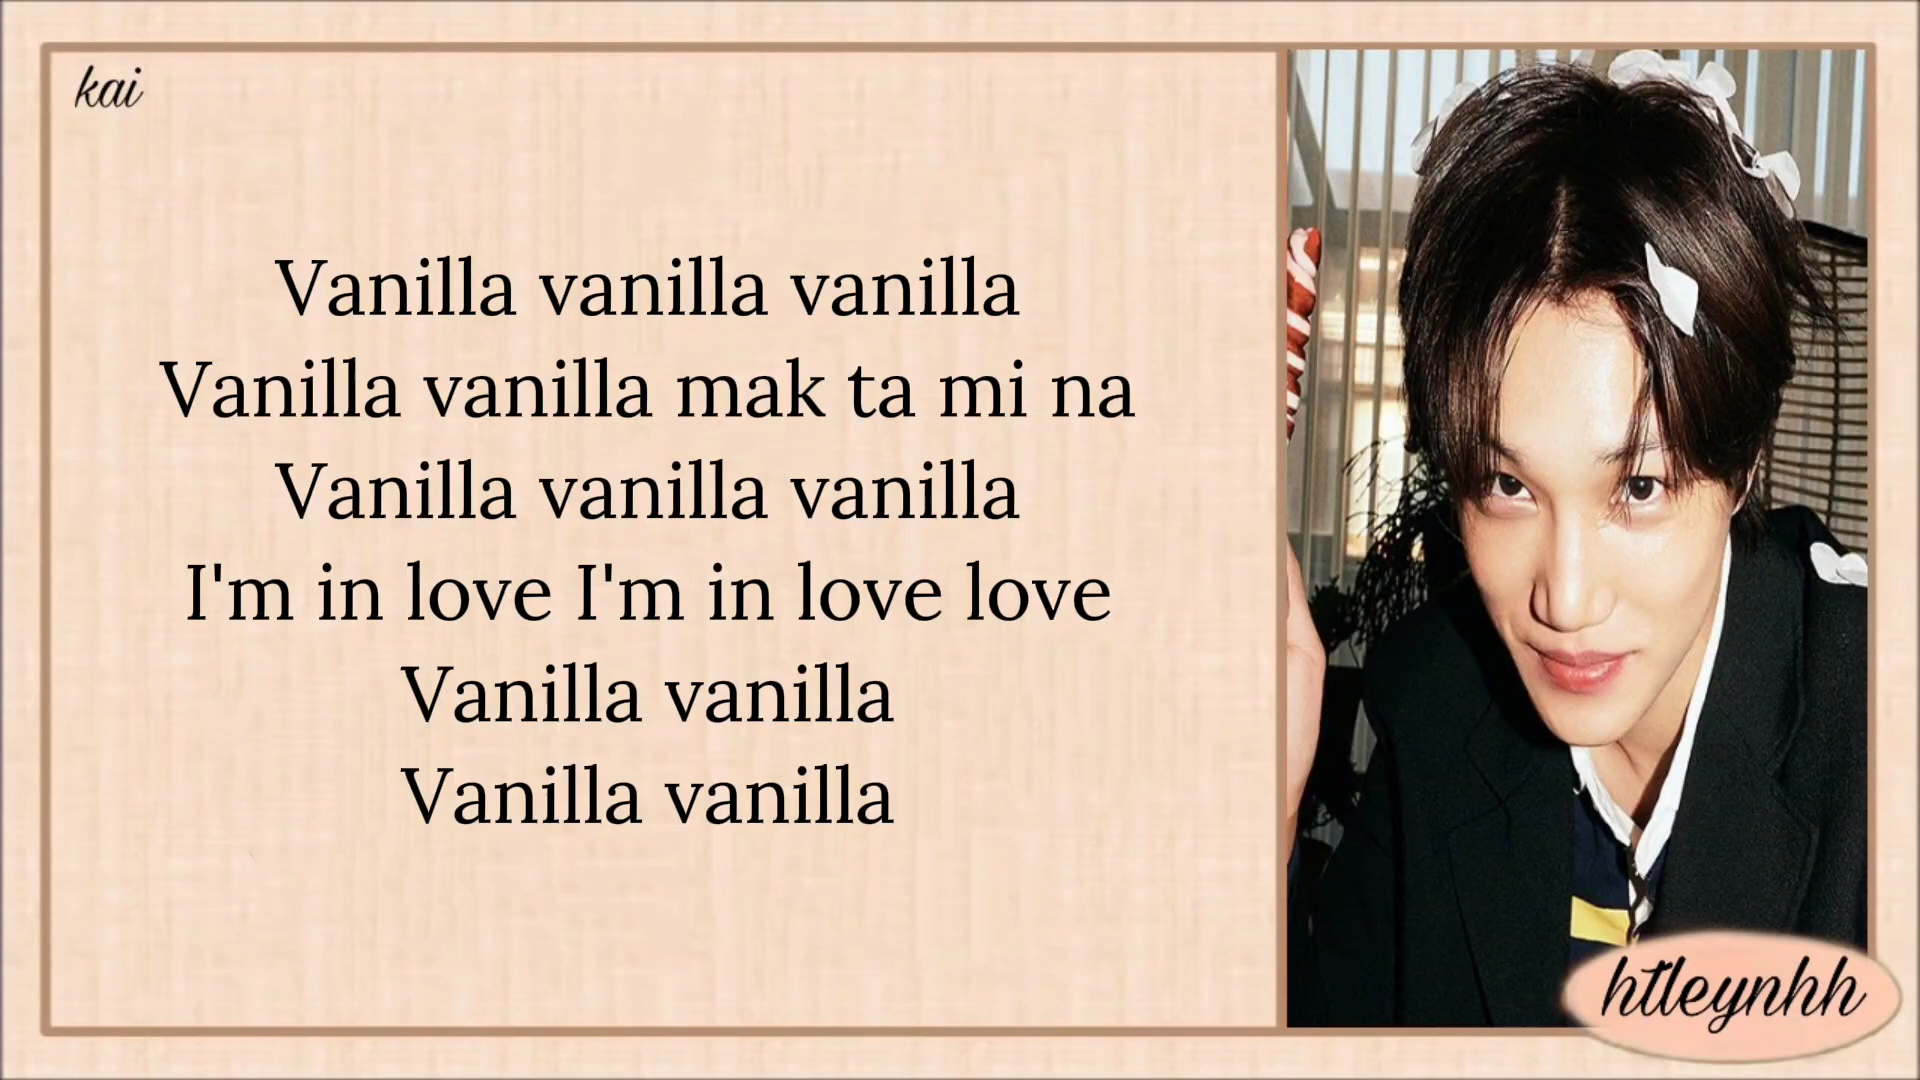 kai
Vanilla vanilla vanilla
Vanilla vanilla mak ta mi na
Vanilla vanilla vanilla
I'm in love I'm in love love
Vanilla vanilla
Vanilla vanilla
htleynhh